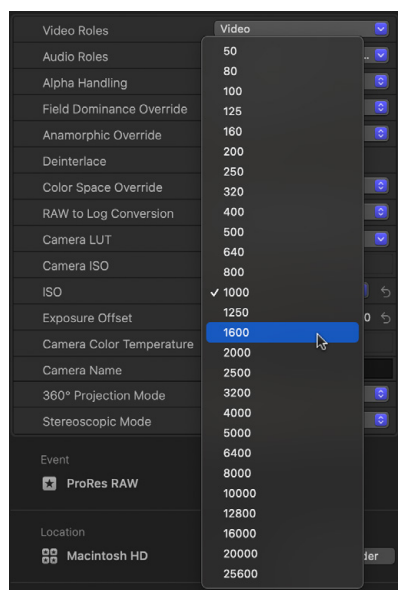 Video Roles Video
50
Audio Roles ..
80
Alpha Handling
100
Field Dominance Override
125
Anamorphic Override
160
Deinterlace
200
250
Color Space Override
320
RAW to Log Conversion
400
Camera LUT
500
640
Camera ISO
800
ISO ✓ 1000
1250
Exposure Offset 0
1600
Camera Color Temperature
2000
Camera Name
2500
360° Projection Mode
3200
4000
Stereoscopic Mode
5000
6400
Event
8000
ProRes RAW
10000
12800
Location
16000
Macintosh HD
20000
der
25600